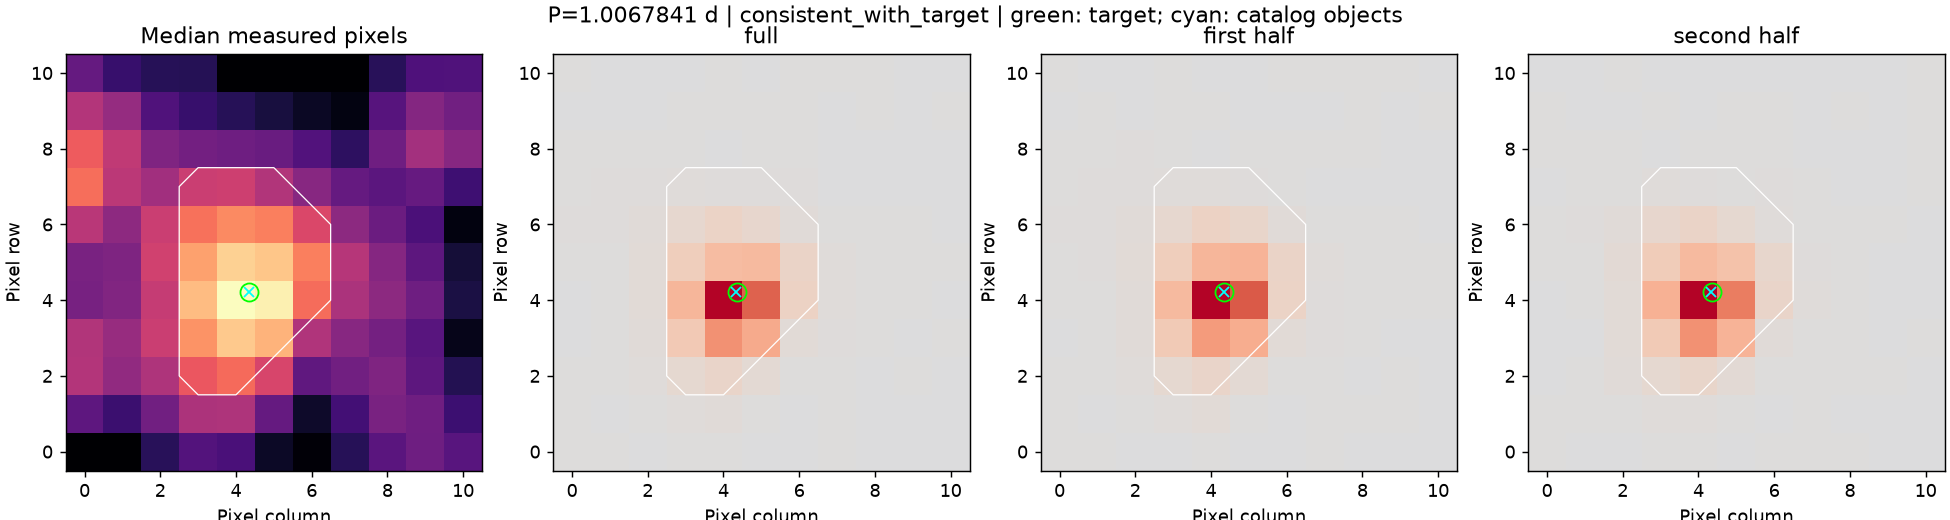 P=1.0067841 d | consistent_with_target | green: target; cyan: catalog objects
Median measured pixels
full
first half
second half
Pixel row
10
8
6
4
2
0
0 2 4 6 8 10
Pixel column
Pixel row
10
8
6
4
2
0
0 2 4 6 8 10
Pixel column
Pixel row
10
8
6
4
2
0
0 2 4 6 8 10
Pixel column
Pixel row
10
8
6
4
2
0
0 2 4 6 8 10
Pixel column